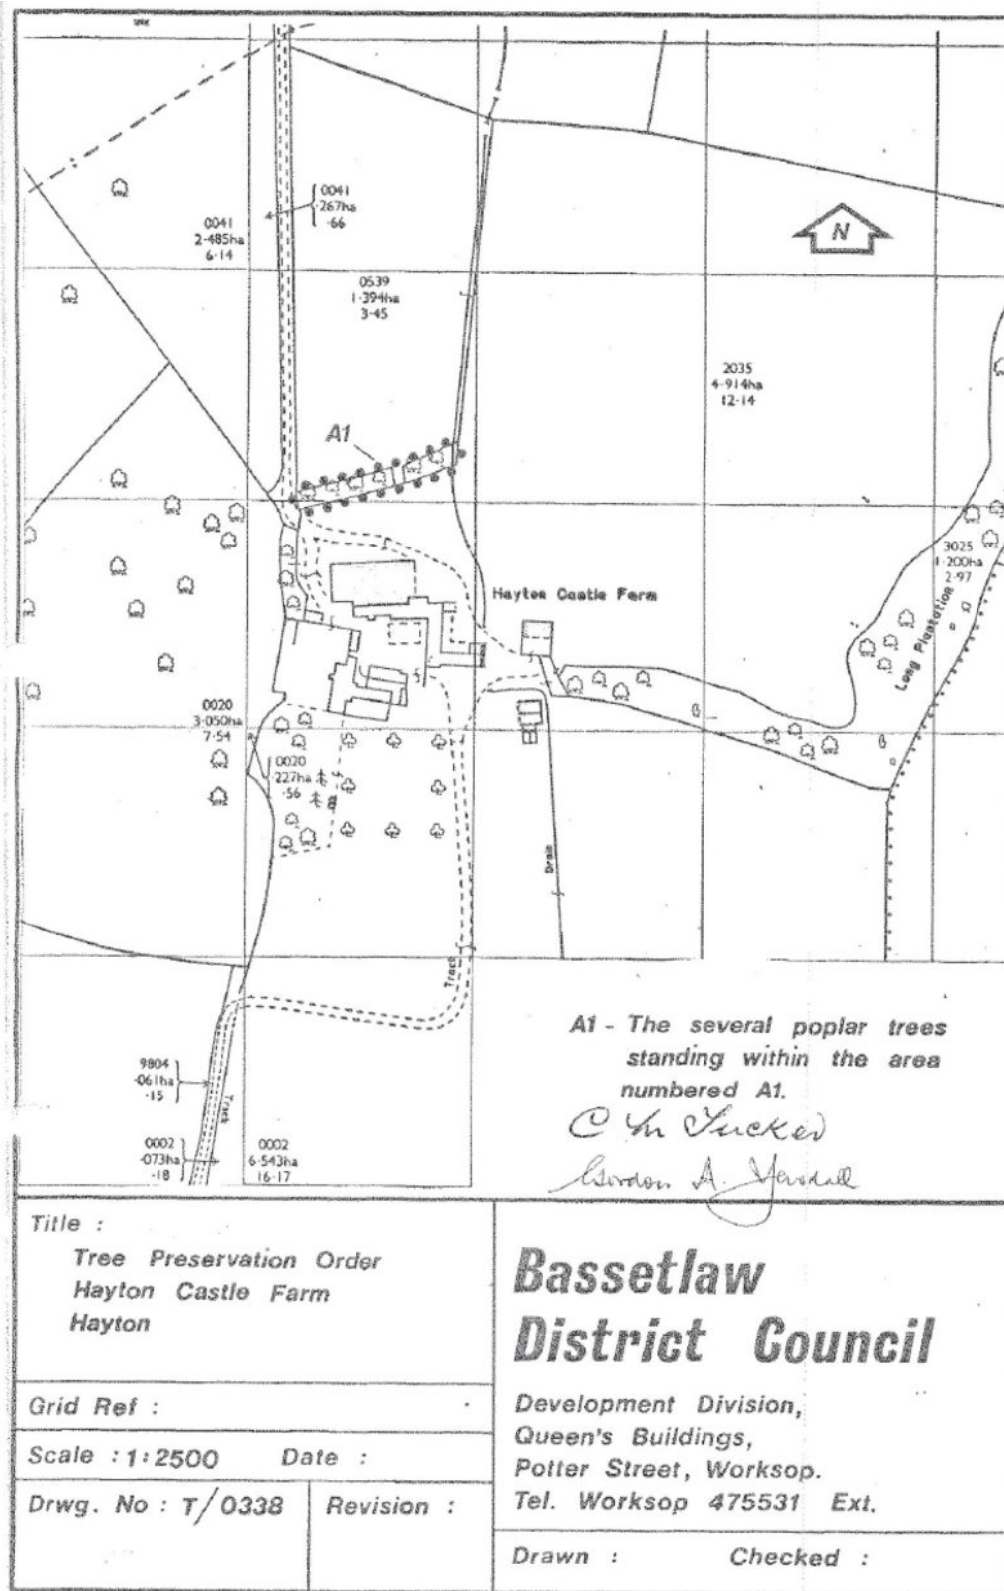 0041
·267ha
·66
0041
2·485ha
6·14
0539
1·394ha
3·45
N
2035
4·914ha
12·14
A1
3025
1·200ha
2·97
Hayton Castle Farm
Long Plantation
0020
3·050ha
7·54
0020
·227ha
·56
Drain
Track
9804
·061ha
·15
Track
0002
·073ha
·18
0002
6·543ha
16·17
A1 - The several poplar trees
standing within the area
numbered A1.
C M Tucker
Gordon A.
Title :
Tree Preservation Order
Hayton Castle Farm
Hayton
Grid Ref :
Scale : 1:2500 Date :
Drwg. No : T/0338 Revision :
Bassetlaw
District Council
Development Division,
Queen's Buildings,
Potter Street, Worksop.
Tel. Worksop 475531 Ext.
Drawn : Checked :